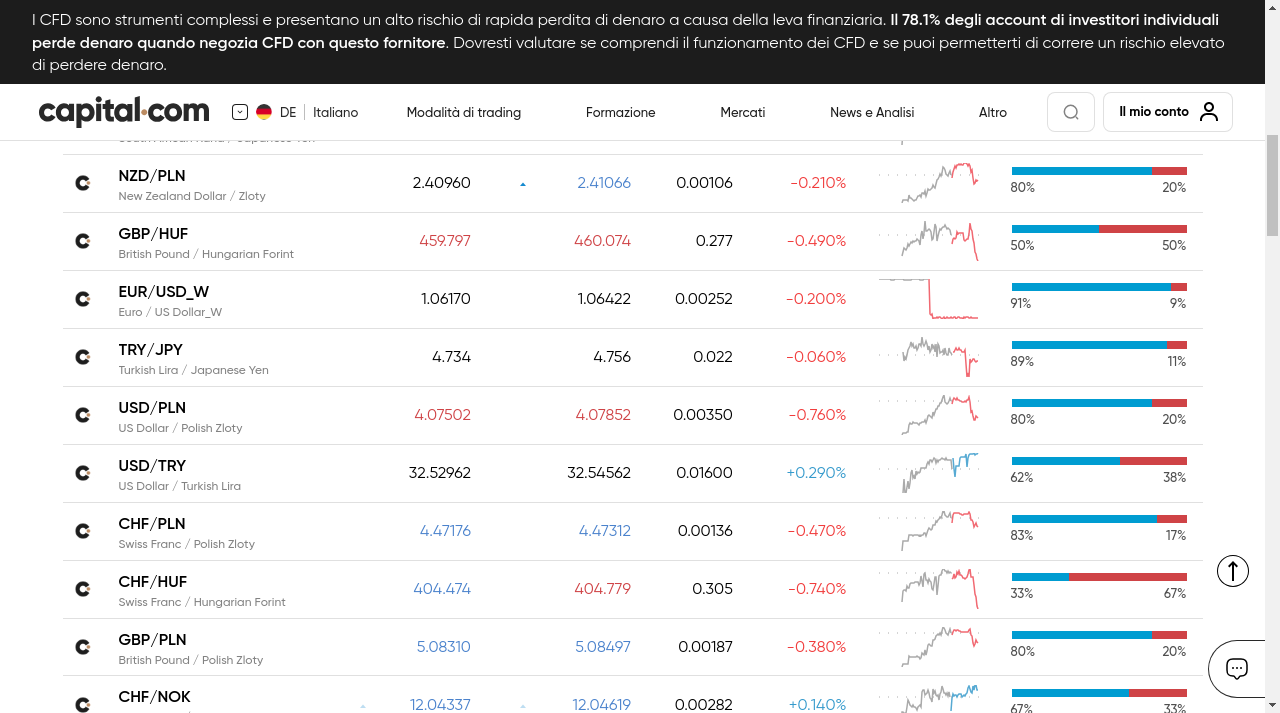 I CFD sono strumenti complessi e presentano un alto rischio di rapida perdita di denaro a causa della leva finanziaria. Il 78.1% degli account di investitori individuali
perde denaro quando negozia CFD con questo fornitore. Dovresti valutare se comprendi il funzionamento dei CFD e se puoi permetterti di correre un rischio elevato
di perdere denaro.
capital.com DE Italiano Modalità di trading Formazione Mercati News e Analisi Altro Il mio conto
NZD/PLN 2.40960 2.41066 0.00106 -0.210%
New Zealand Dollar / Zloty 80% 20%
GBP/HUF 459.797 460.074 0.277 -0.490%
British Pound / Hungarian Forint 50% 50%
EUR/USD_W 1.06170 1.06422 0.00252 -0.200%
Euro / US Dollar_W 91% 9%
TRY/JPY 4.734 4.756 0.022 -0.060%
Turkish Lira / Japanese Yen 89% 11%
USD/PLN 4.07502 4.07852 0.00350 -0.760%
US Dollar / Polish Zloty 80% 20%
USD/TRY 32.52962 32.54562 0.01600 +0.290%
US Dollar / Turkish Lira 62% 38%
CHF/PLN 4.47176 4.47312 0.00136 -0.470%
Swiss Franc / Polish Zloty 83% 17%
CHF/HUF 404.474 404.779 0.305 -0.740%
Swiss Franc / Hungarian Forint 33% 67%
GBP/PLN 5.08310 5.08497 0.00187 -0.380%
British Pound / Polish Zloty 80% 20%
CHF/NOK 12.04337 12.04619 0.00282 +0.140%
67% 33%